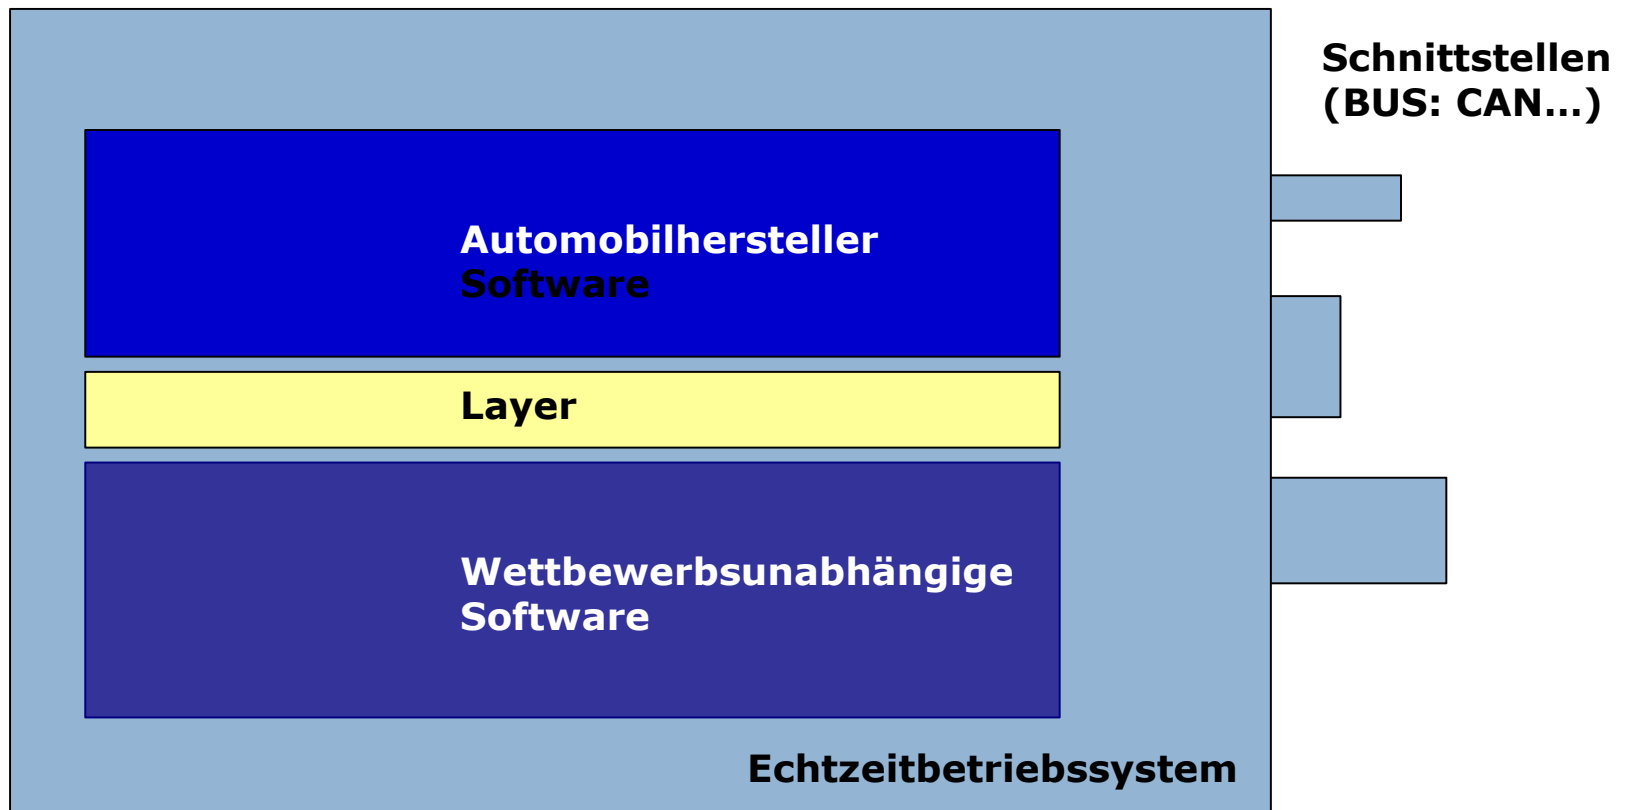 Schnittstellen
(BUS: CAN...)
Automobilhersteller
Software
Layer
Wettbewerbsunabhängige
Software
Echtzeitbetriebssystem